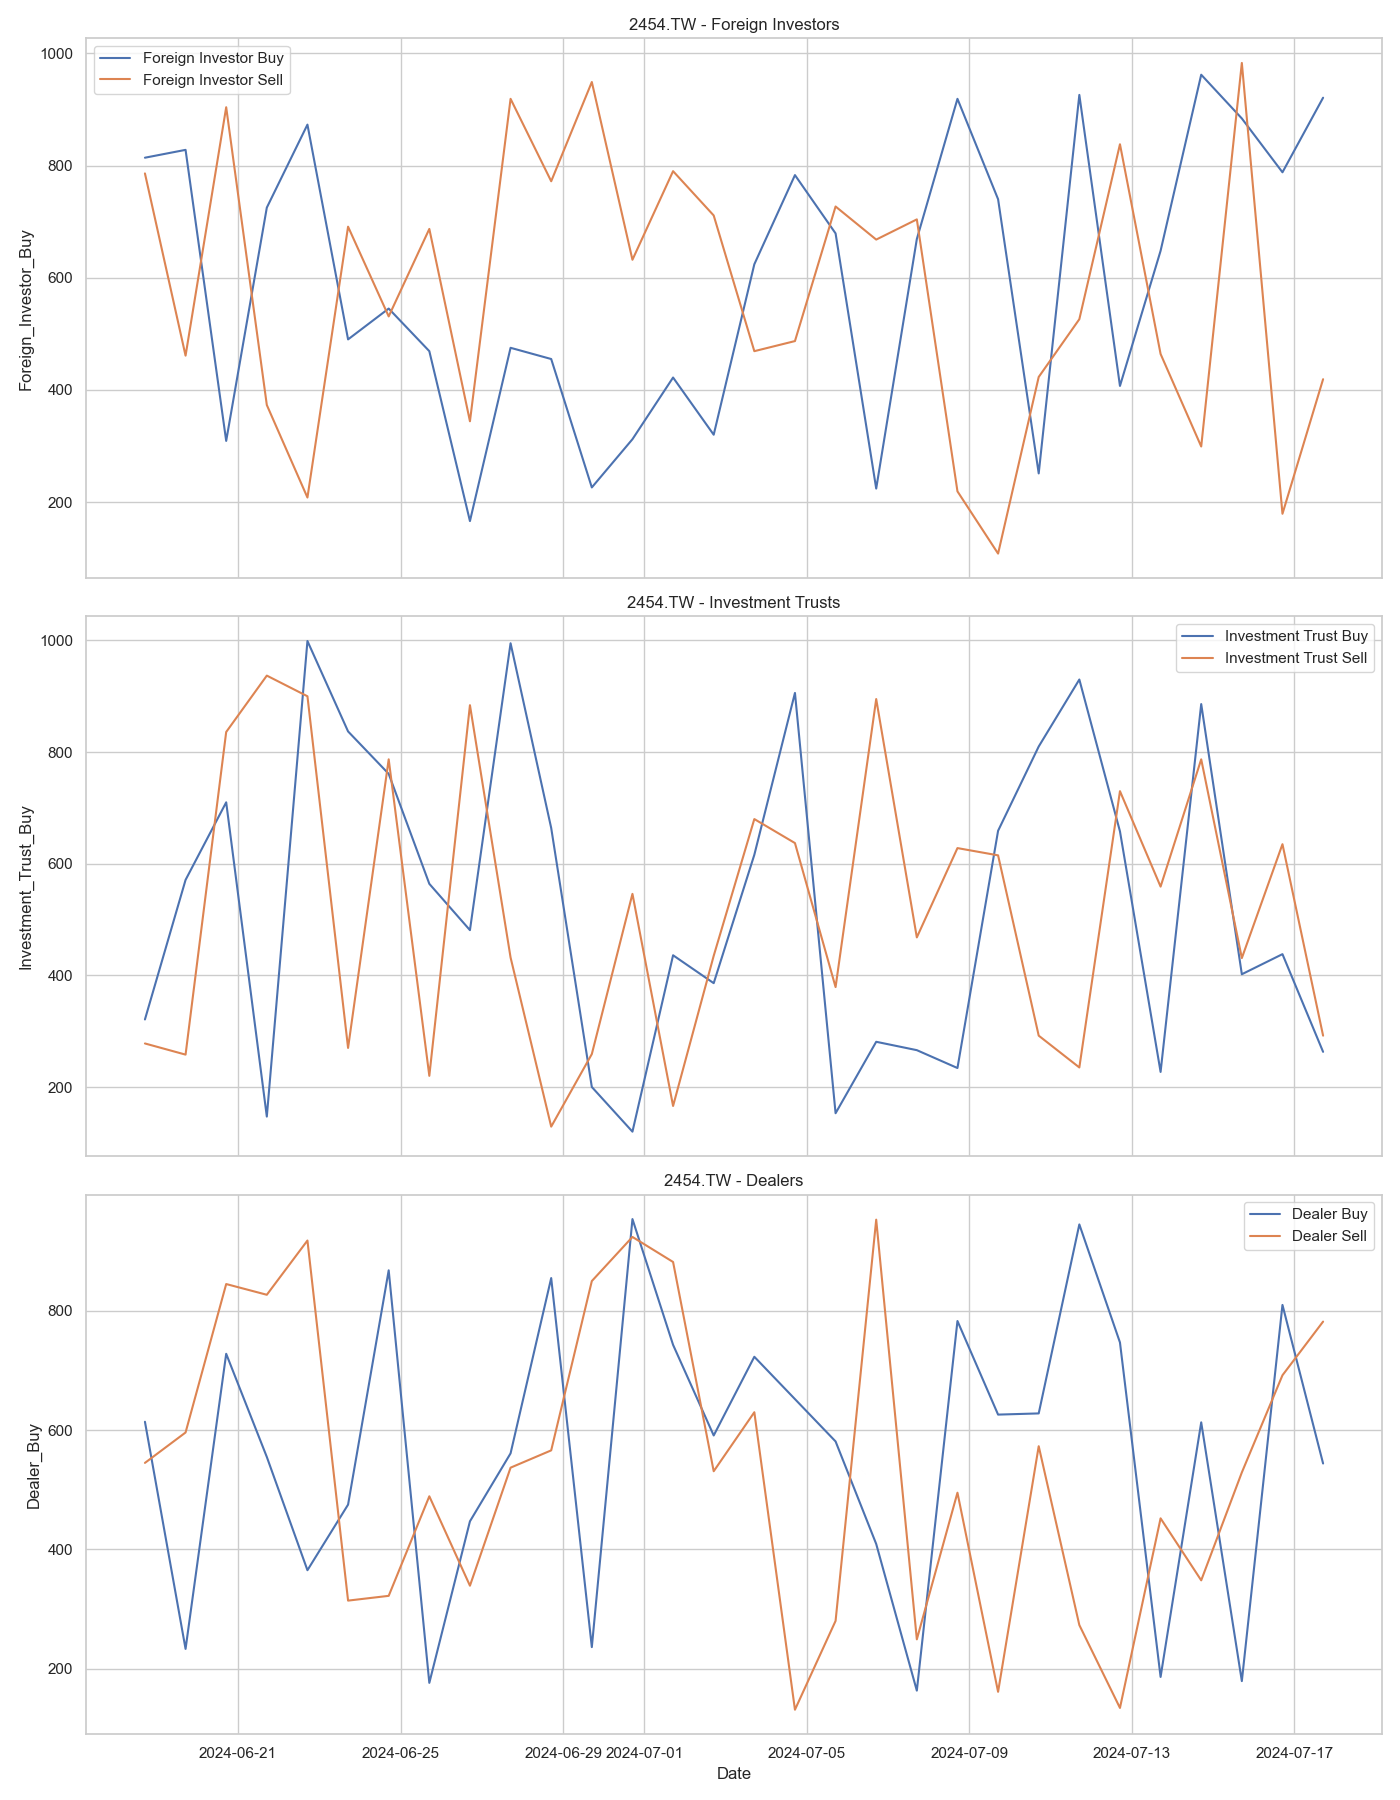 2454.TW - Foreign Investors
Foreign Investor Buy
Foreign Investor Sell
Foreign_Investor_Buy
1000
800
600
400
200
2454.TW - Investment Trusts
Investment Trust Buy
Investment Trust Sell
Investment_Trust_Buy
1000
800
600
400
200
2454.TW - Dealers
Dealer Buy
Dealer Sell
Dealer_Buy
800
600
400
200
2024-06-21 2024-06-25 2024-06-29 2024-07-01 2024-07-05 2024-07-09 2024-07-13 2024-07-17
Date